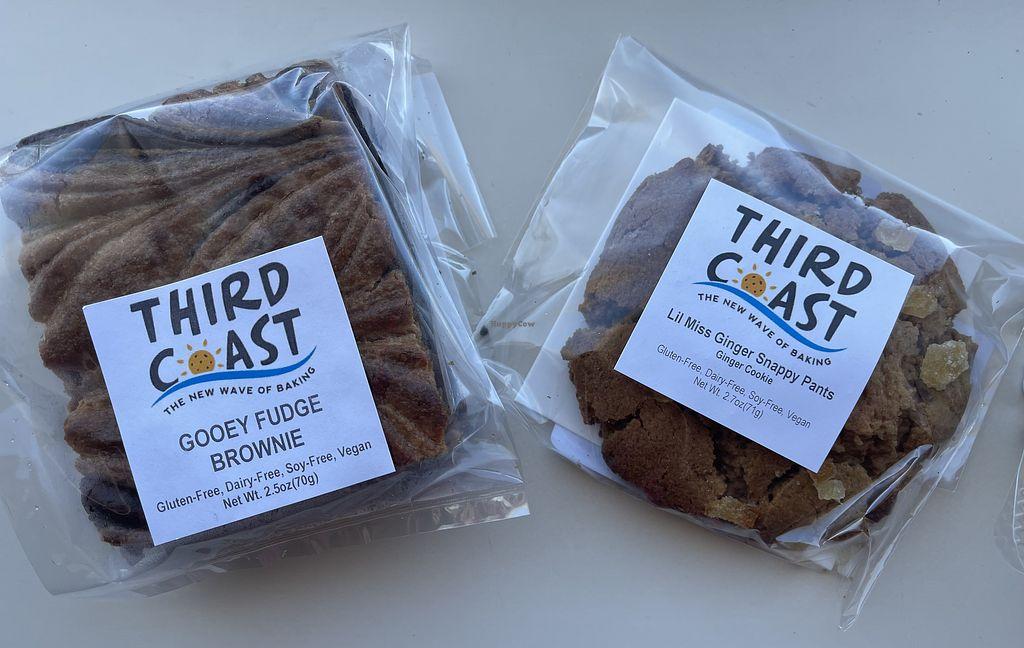 THIRD
COAST
THE NEW WAVE OF BAKING
GOOEY FUDGE
BROWNIE
Gluten-Free, Dairy-Free, Soy-Free, Vegan
Net Wt. 2.5oz(70g)
HappyCow
THIRD
COAST
THE NEW WAVE OF BAKING
Lil Miss Ginger Snappy Pants
Ginger Cookie
Gluten-Free, Dairy-Free, Soy-Free, Vegan
Net Wt. 2.7oz(71g)